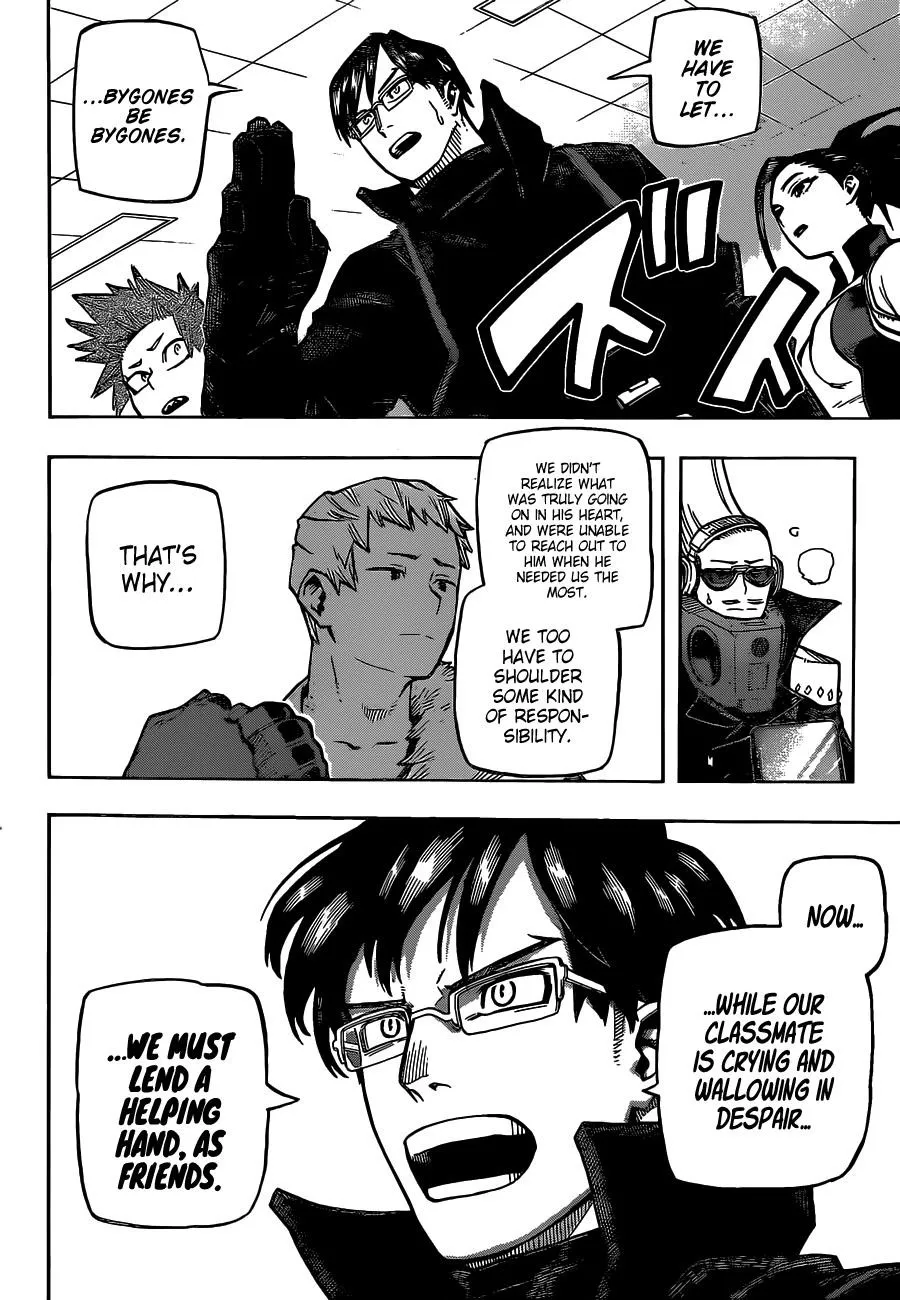 WE
HAVE
TO
LET...
...BYGONES
BE
BYGONES.
ズイ
WE DIDN'T
REALIZE WHAT
WAS TRULY GOING
ON IN HIS HEART,
AND WERE UNABLE
TO REACH OUT TO
HIM WHEN HE
NEEDED US THE
MOST.
WE TOO
HAVE TO
SHOULDER
SOME KIND
OF RESPON-
SIBILITY.
THAT'S
WHY...
NOW...
...WHILE OUR
CLASSMATE
IS CRYING AND
WALLOWING IN
DESPAIR...
...WE MUST
LEND A
HELPING
HAND, AS
FRIENDS.